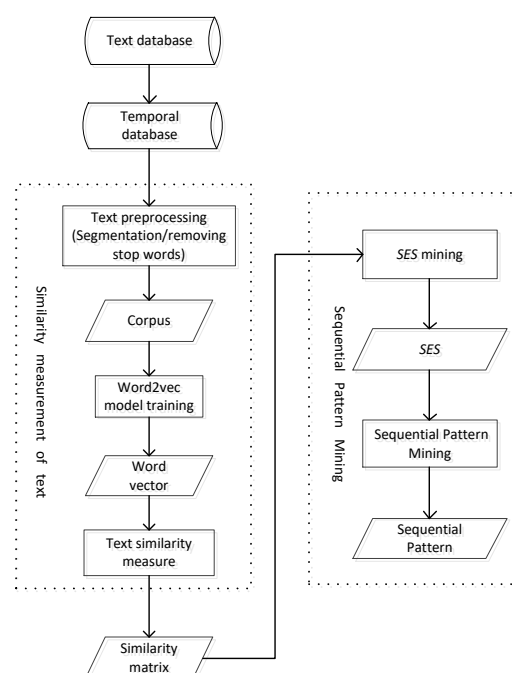 Text database
Temporal
database
Text preprocessing
(Segmentation/removing
stop words)
Corpus
Word2vec
model training
Word
vector
Text similarity
measure
Similarity measurement of text
Similarity
matrix
SES mining
SES
Sequential Pattern
Mining
Sequential
Pattern
Sequential Pattern Mining